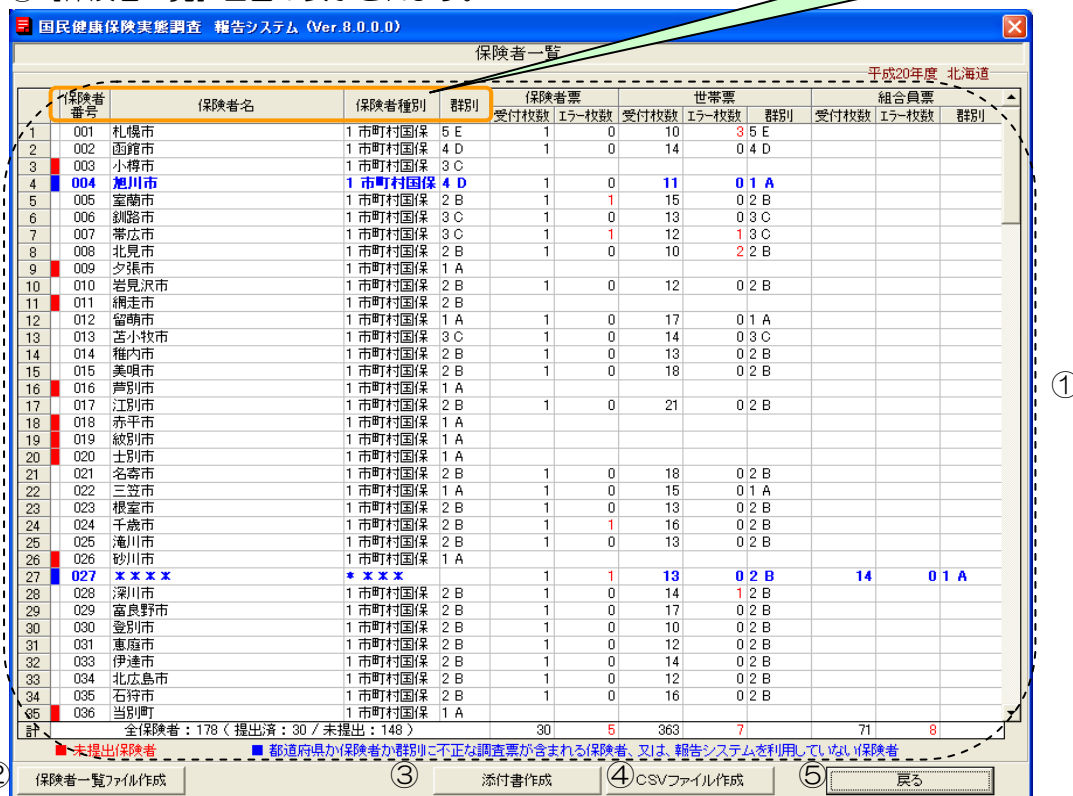 国民健康保険実態調査 報告システム (Ver.8.0.0.0)
保険者一覧
平成20年度 北海道
保険者番号 保険者名 保険者種別 群別 保険者票 世帯票 組合員票
受付枚数 エラー枚数 受付枚数 エラー枚数 群別 受付枚数 エラー枚数 群別
1 001 札幌市 1 市町村国保 5 E 1 0 10 3 5 E
2 002 函館市 1 市町村国保 4 D 1 0 14 0 4 D
3 003 小樽市 1 市町村国保 3 C
4 004 旭川市 1 市町村国保 4 D 1 0 11 0 1 A
5 005 室蘭市 1 市町村国保 2 B 1 1 15 0 2 B
6 006 釧路市 1 市町村国保 3 C 1 0 13 0 3 C
7 007 帯広市 1 市町村国保 3 C 1 1 12 1 3 C
8 008 北見市 1 市町村国保 2 B 1 0 10 2 2 B
9 009 夕張市 1 市町村国保 1 A
10 010 岩見沢市 1 市町村国保 2 B 1 0 12 0 2 B
11 011 網走市 1 市町村国保 2 B
12 012 留萌市 1 市町村国保 1 A 1 0 17 0 1 A
13 013 苫小牧市 1 市町村国保 3 C 1 0 14 0 3 C
14 014 稚内市 1 市町村国保 2 B 1 0 13 0 2 B
15 015 美唄市 1 市町村国保 2 B 1 0 18 0 2 B
16 016 芦別市 1 市町村国保 1 A
17 017 江別市 1 市町村国保 2 B 1 0 21 0 2 B
18 018 赤平市 1 市町村国保 1 A
19 019 紋別市 1 市町村国保 1 A
20 020 士別市 1 市町村国保 1 A
21 021 名寄市 1 市町村国保 2 B 1 0 18 0 2 B
22 022 三笠市 1 市町村国保 1 A 1 0 15 0 1 A
23 023 根室市 1 市町村国保 2 B 1 0 13 0 2 B
24 024 千歳市 1 市町村国保 2 B 1 1 16 0 2 B
25 025 滝川市 1 市町村国保 2 B 1 0 13 0 2 B
26 026 砂川市 1 市町村国保 1 A
27 027 ＊＊＊＊ ＊ ＊＊＊ 1 1 13 0 2 B 14 0 1 A
28 028 深川市 1 市町村国保 2 B 1 0 14 1 2 B
29 029 富良野市 1 市町村国保 2 B 1 0 17 0 2 B
30 030 登別市 1 市町村国保 2 B 1 0 10 0 2 B
31 031 恵庭市 1 市町村国保 2 B 1 0 12 0 2 B
32 033 伊達市 1 市町村国保 2 B 1 0 14 0 2 B
33 034 北広島市 1 市町村国保 2 B 1 0 12 0 2 B
34 035 石狩市 1 市町村国保 2 B 1 0 16 0 2 B
35 036 当別町 1 市町村国保 1 A
計 全保険者：178 ( 提出済：30 / 未提出：148 ) 30 5 363 7 71 8
■ 未提出保険者 ■ 都道府県か保険者か群別に不正な調査票が含まれる保険者、又は、報告システムを利用していない保険者
① 
② 保険者一覧ファイル作成 ③ 添付書作成 ④ CSVファイル作成 ⑤ 戻る